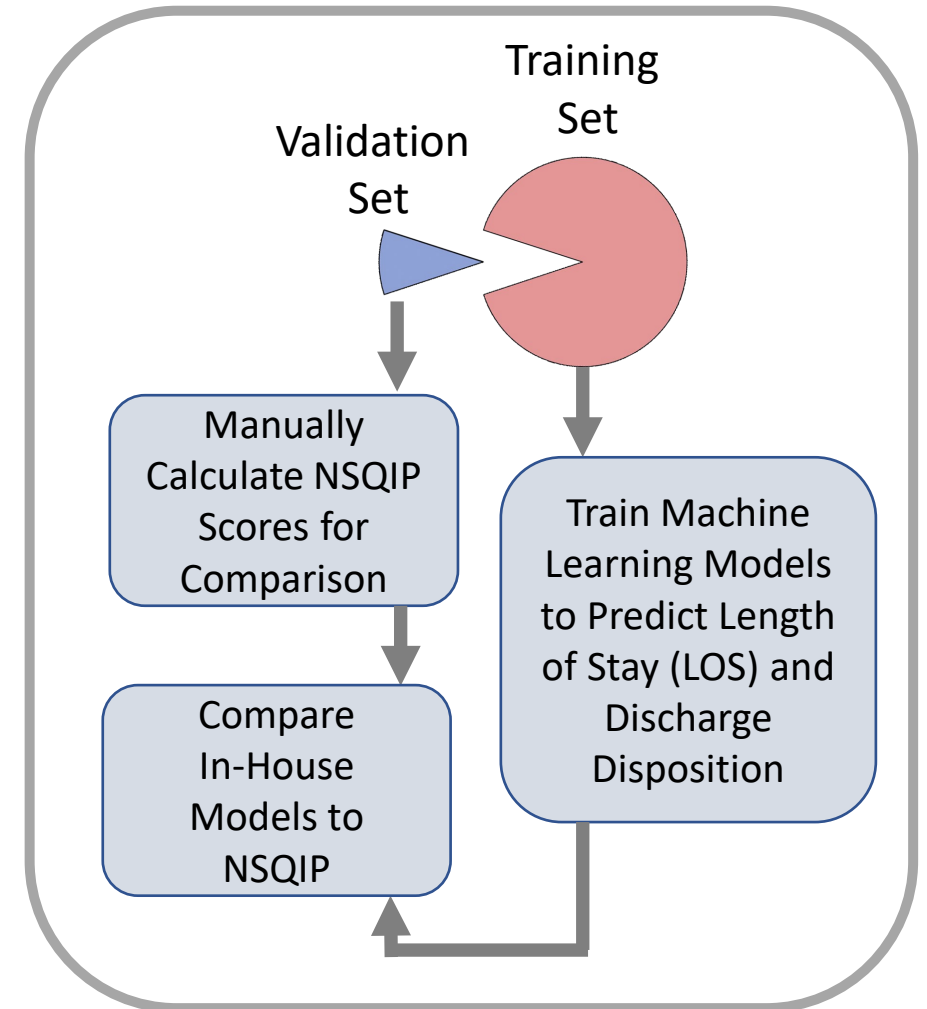 Training
Set
Validation
Set
Manually
Calculate NSQIP
Scores for
Comparison
Train Machine
Learning Models
to Predict Length
of Stay (LOS) and
Discharge
Disposition
Compare
In-House
Models to
NSQIP